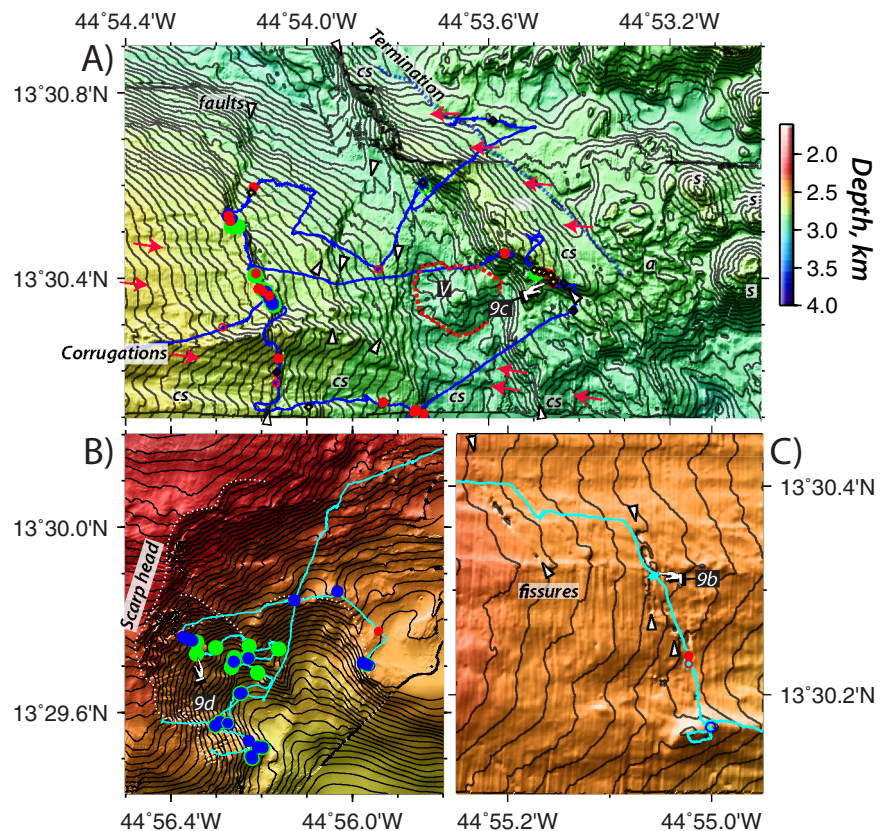 44˚54.4'W 44˚54.0'W 44˚53.6'W 44˚53.2'W
A)
Termination
cs
13˚30.8'N
faults
2.0
2.5
3.0
3.5
4.0
Depth, km
s
s
cs
a
13˚30.4'N
V
s
9c
Corrugations
cs
cs
cs
cs
B)
C)
13˚30.4'N
13˚30.0'N
Scarp head
9b
fissures
9d
13˚29.6'N
13˚30.2'N
44˚56.4'W 44˚56.0'W
44˚55.2'W 44˚55.0'W